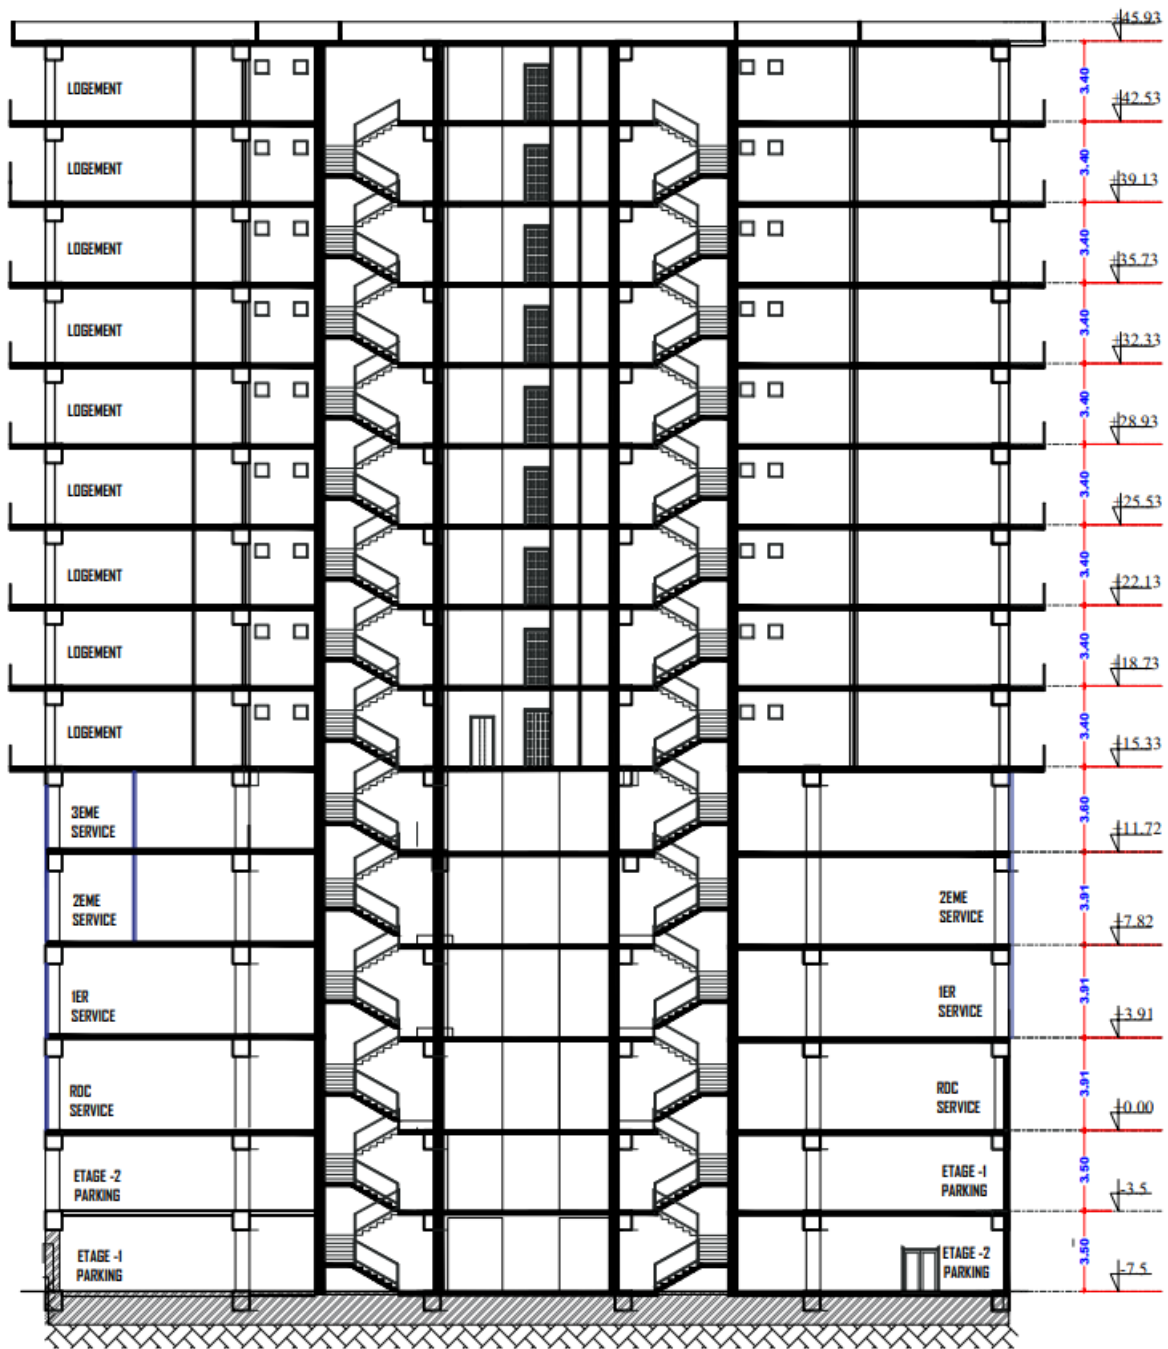 +45.93
3.40
LOGEMENT
+42.53
3.40
LOGEMENT
+39.13
3.40
LOGEMENT
+35.73
3.40
LOGEMENT
+32.33
3.40
LOGEMENT
+28.93
3.40
LOGEMENT
+25.53
3.40
LOGEMENT
+22.13
3.40
LOGEMENT
+18.73
3.40
LOGEMENT
+15.33
3.60
3EME
SERVICE
+11.72
3.91
2EME
SERVICE
2EME
SERVICE
+7.82
3.91
1ER
SERVICE
1ER
SERVICE
+3.91
3.91
RDC
SERVICE
RDC
SERVICE
+0.00
3.50
ETAGE -2
PARKING
ETAGE -1
PARKING
-3.5
3.50
ETAGE -1
PARKING
ETAGE -2
PARKING
-7.5